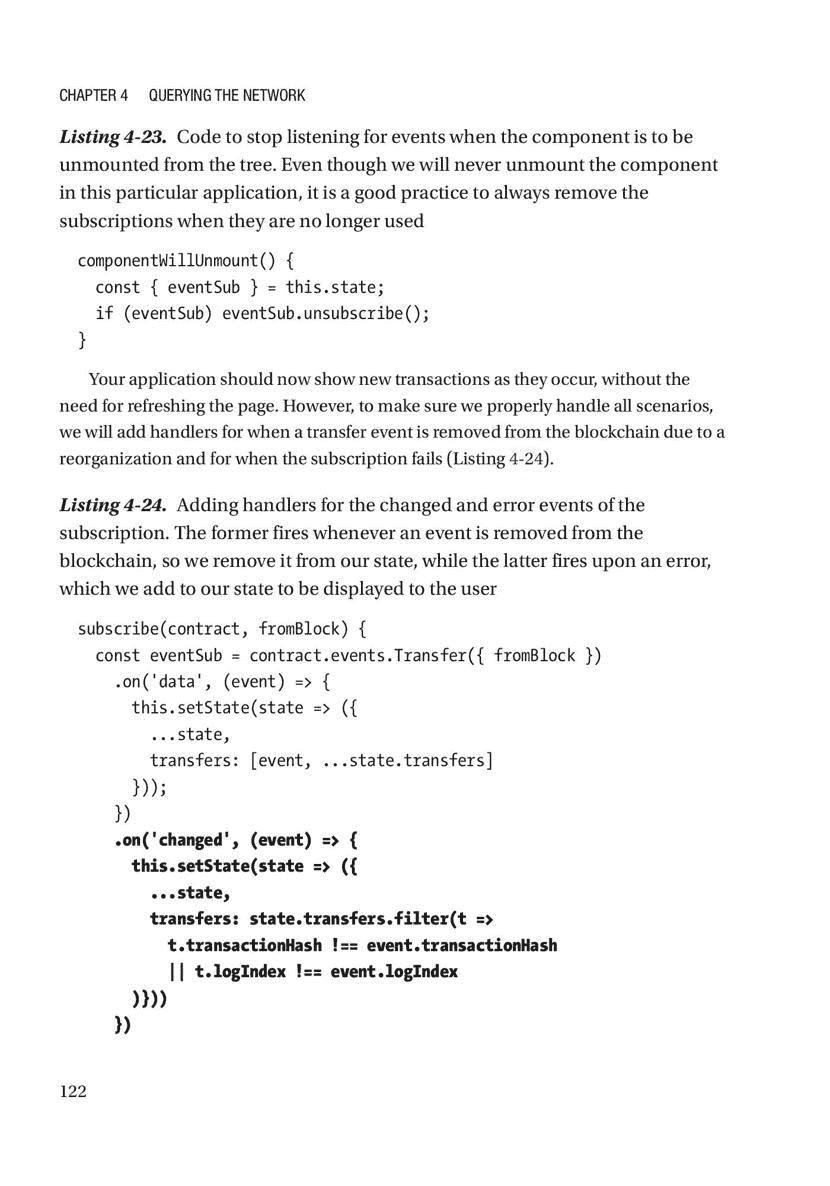 CHAPTER 4 QUERYING THE NETWORK
Listing 4-23. Code to stop listening for events when the component is to be
unmounted from the tree. Even though we will never unmount the component
in this particular application, it is a good practice to always remove the
subscriptions when they are no longer used
componentWillUnmount() {
  const { eventSub } = this.state;
  if (eventSub) eventSub.unsubscribe();
}
Your application should now show new transactions as they occur, without the
need for refreshing the page. However, to make sure we properly handle all scenarios,
we will add handlers for when a transfer event is removed from the blockchain due to a
reorganization and for when the subscription fails (Listing 4-24).
Listing 4-24. Adding handlers for the changed and error events of the
subscription. The former fires whenever an event is removed from the
blockchain, so we remove it from our state, while the latter fires upon an error,
which we add to our state to be displayed to the user
subscribe(contract, fromBlock) {
  const eventSub = contract.events.Transfer({ fromBlock })
    .on('data', (event) => {
      this.setState(state => ({
        ...state,
        transfers: [event, ...state.transfers]
      }));
    })
    .on('changed', (event) => {
      this.setState(state => ({
        ...state,
        transfers: state.transfers.filter(t =>
          t.transactionHash !== event.transactionHash
          || t.logIndex !== event.logIndex
      )}))
    })
122